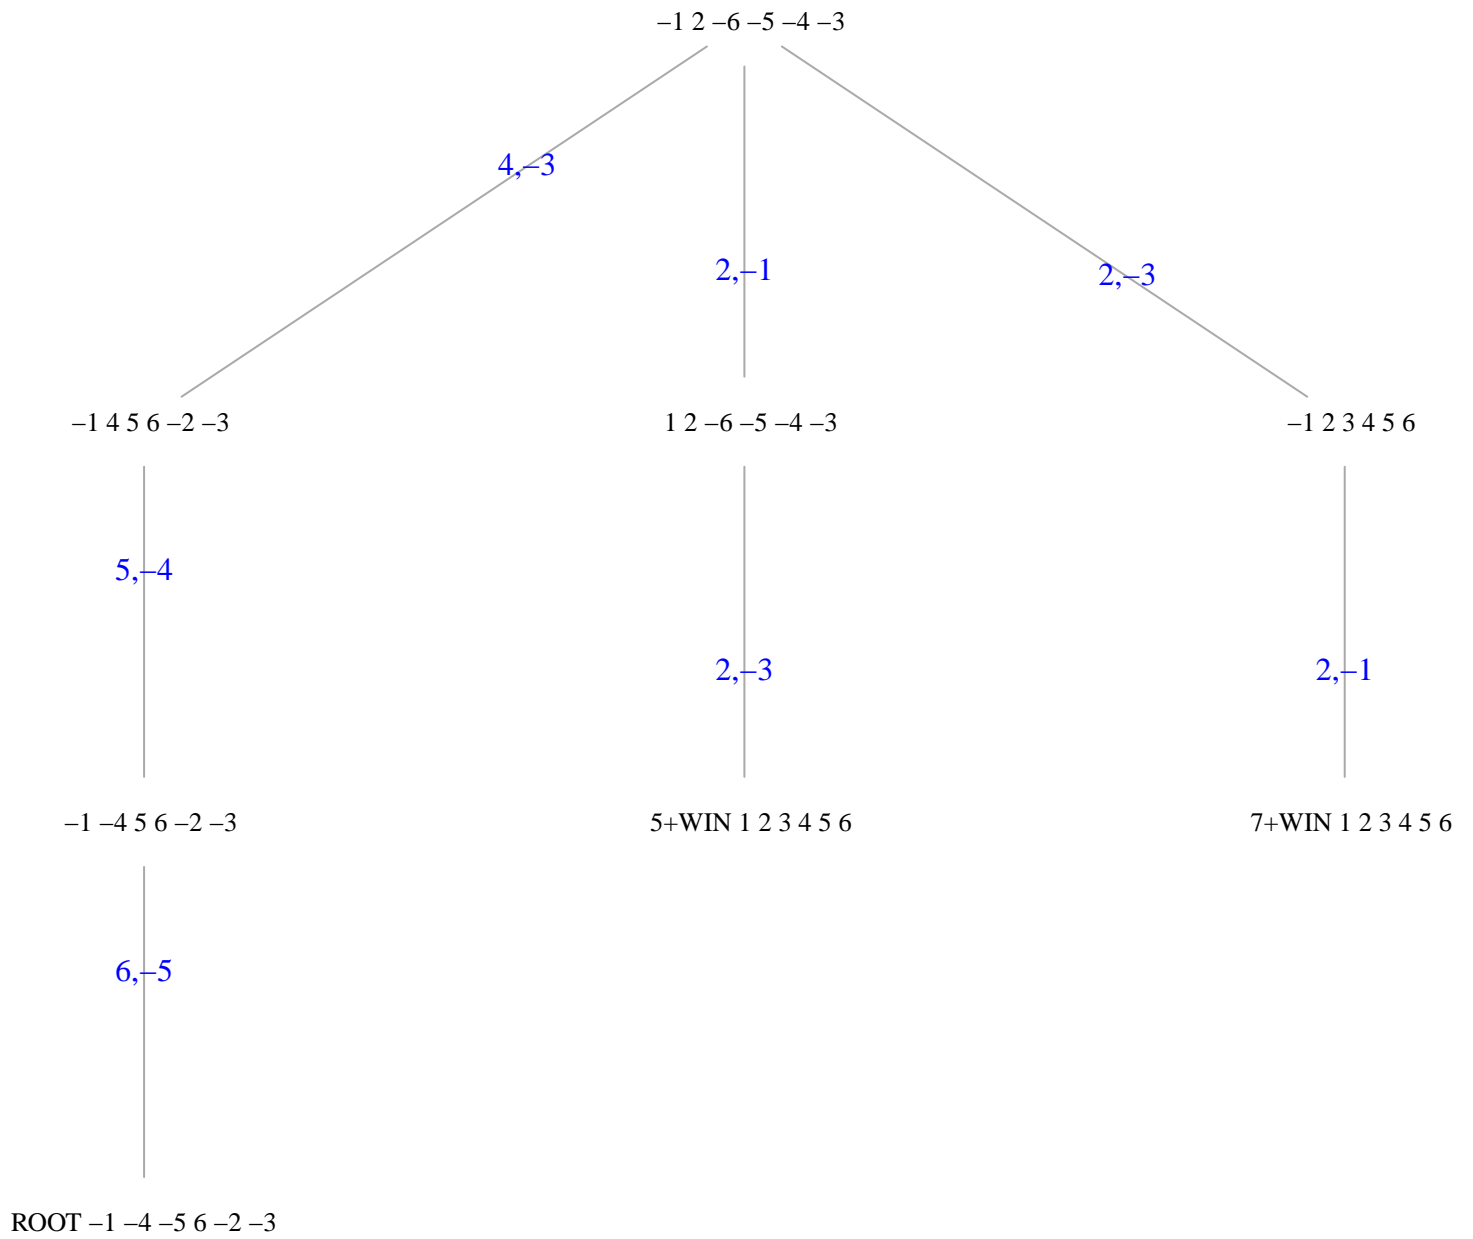 –1 2 –6 –5 –4 –3
4,–3
2,–1
2,–3
–1 4 5 6 –2 –3
1 2 –6 –5 –4 –3
–1 2 3 4 5 6
5,–4
2,–3
2,–1
–1 –4 5 6 –2 –3
5+WIN 1 2 3 4 5 6
7+WIN 1 2 3 4 5 6
6,–5
ROOT –1 –4 –5 6 –2 –3